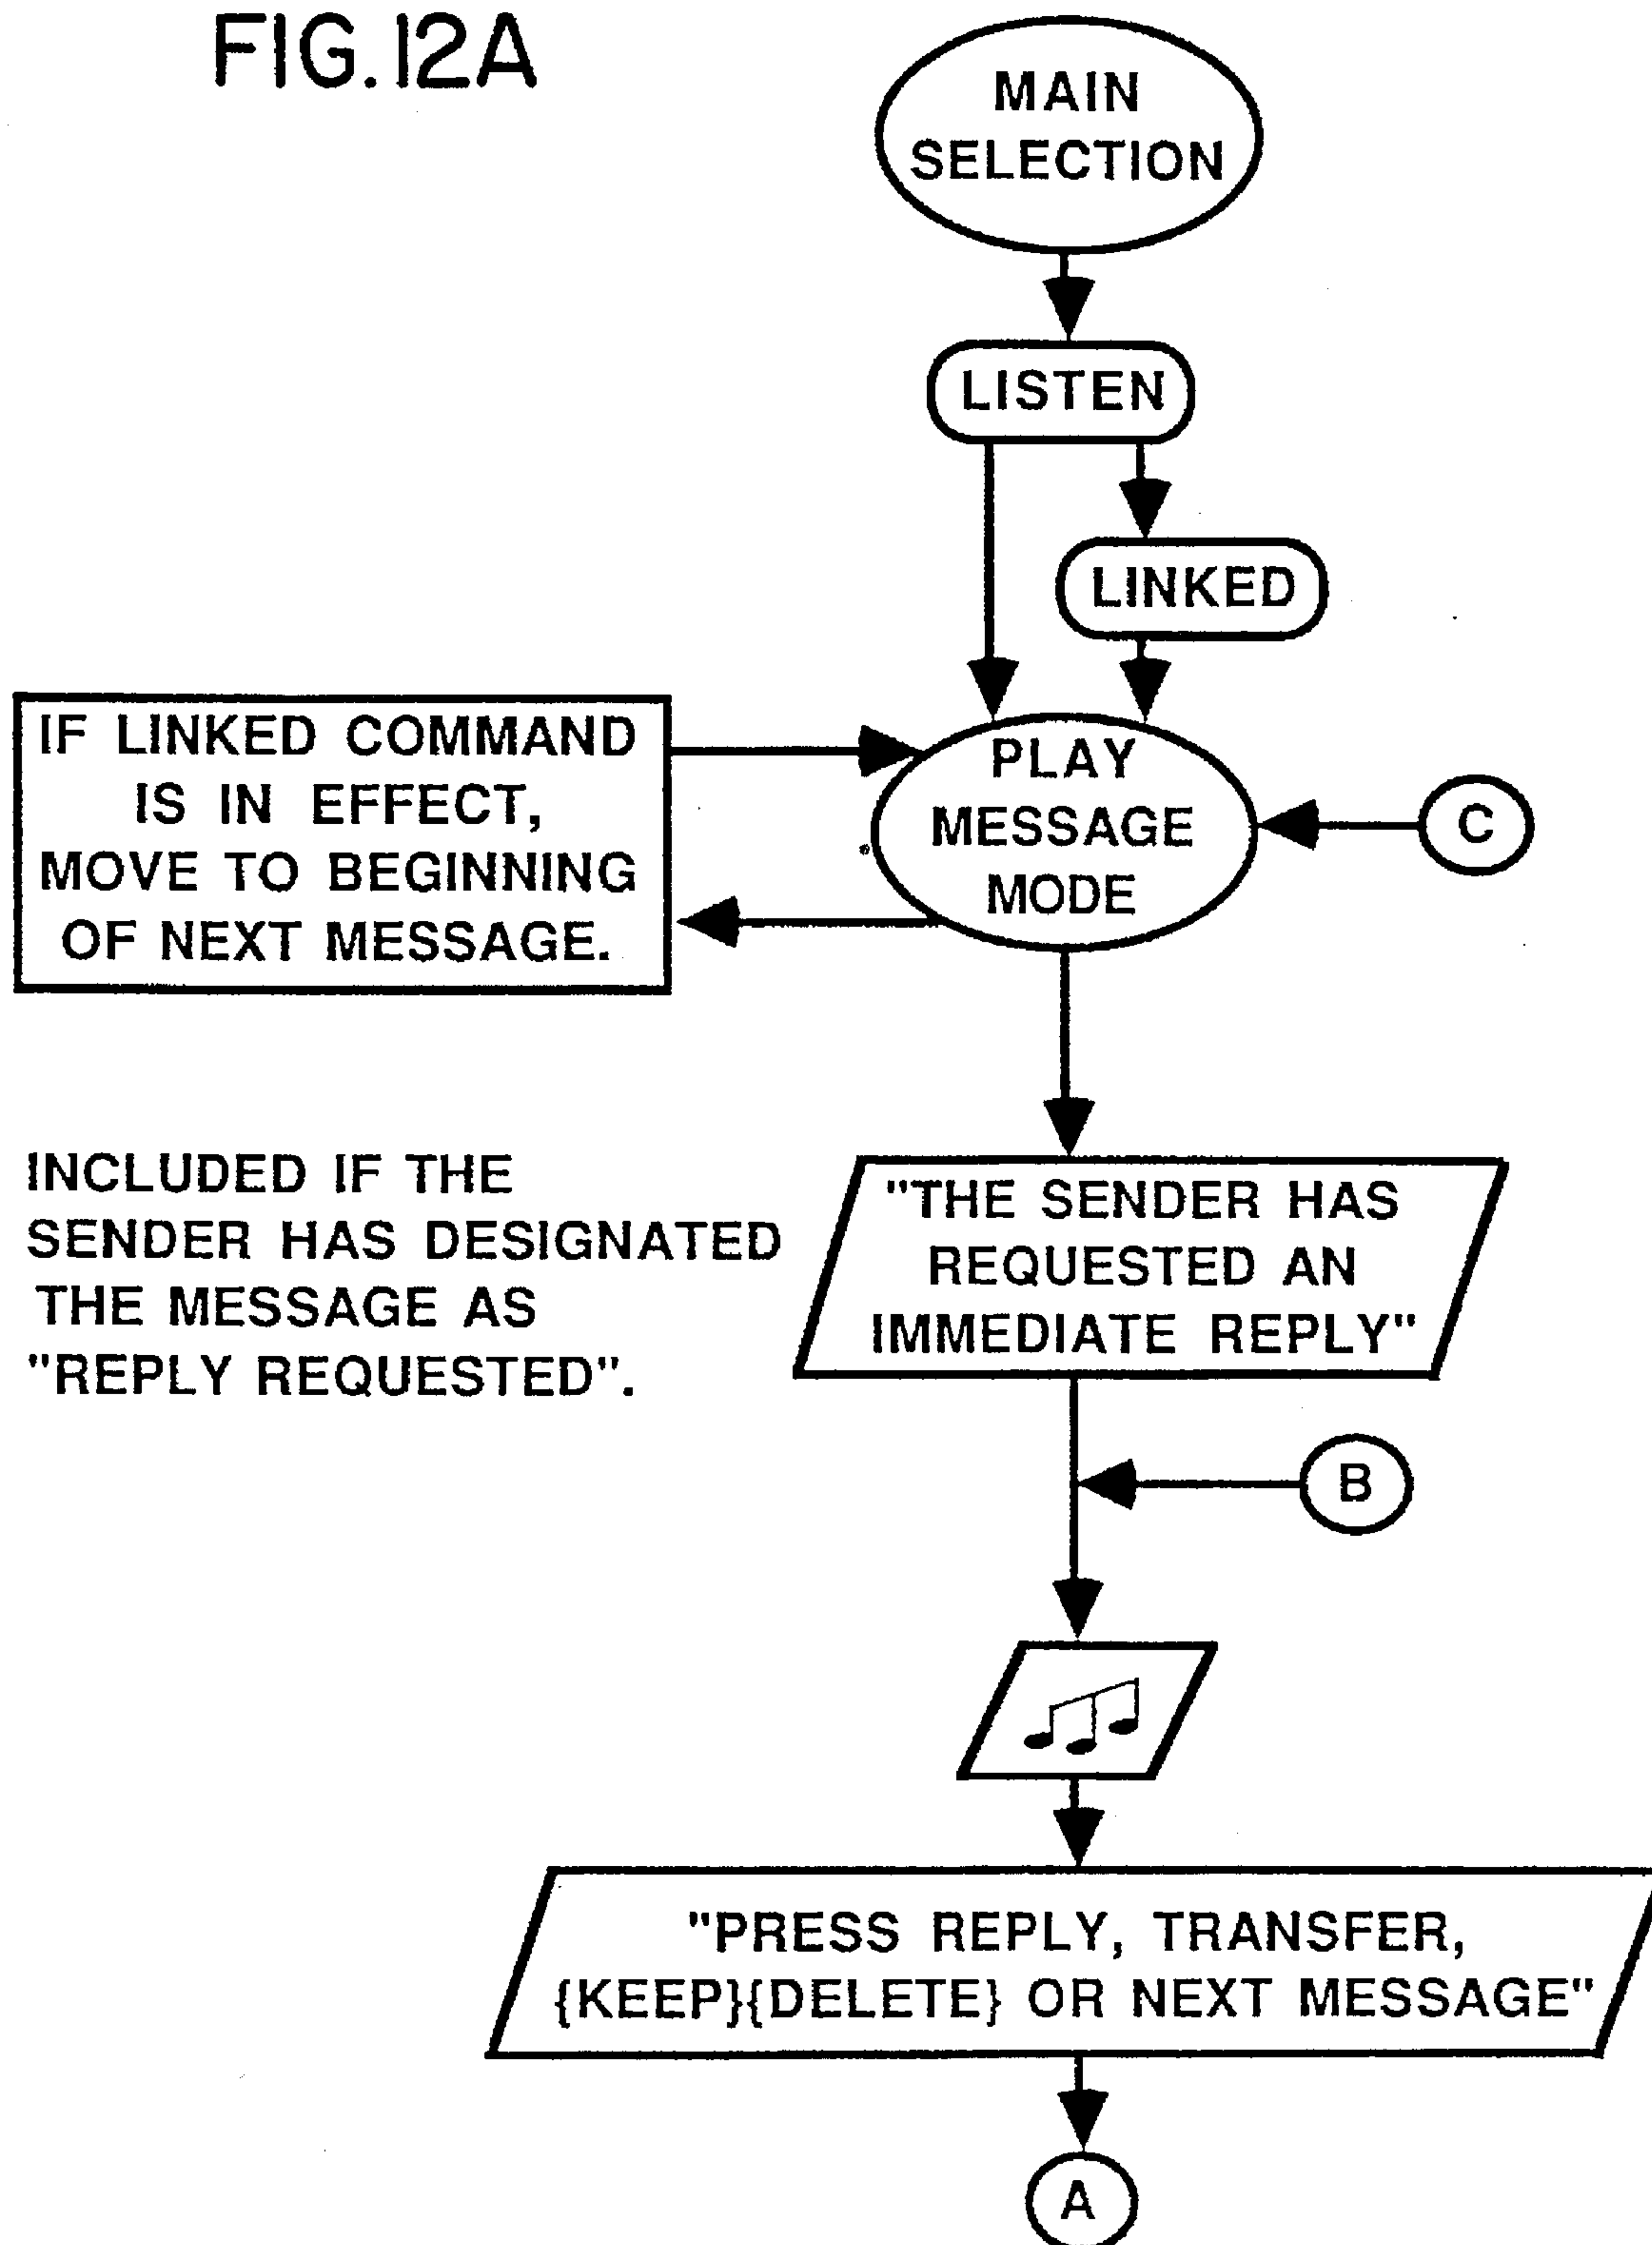 FIG.12A
MAIN
SELECTION
LISTEN
LINKED
IF LINKED COMMAND
IS IN EFFECT,
MOVE TO BEGINNING
OF NEXT MESSAGE.
PLAY
MESSAGE
MODE
C
INCLUDED IF THE
SENDER HAS DESIGNATED
THE MESSAGE AS
"REPLY REQUESTED".
"THE SENDER HAS
REQUESTED AN
IMMEDIATE REPLY"
B
"PRESS REPLY, TRANSFER,
{KEEP}{DELETE} OR NEXT MESSAGE"
A